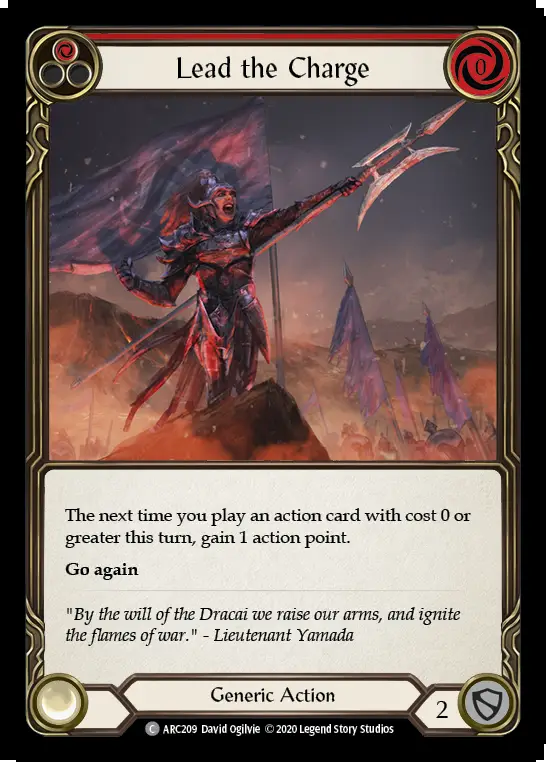 Lead the Charge
0
The next time you play an action card with cost 0 or
greater this turn, gain 1 action point.
Go again
"By the will of the Dracai we raise our arms, and ignite
the flames of war." - Lieutenant Yamada
Generic Action
2
C ARC209 David Ogilvie © 2020 Legend Story Studios